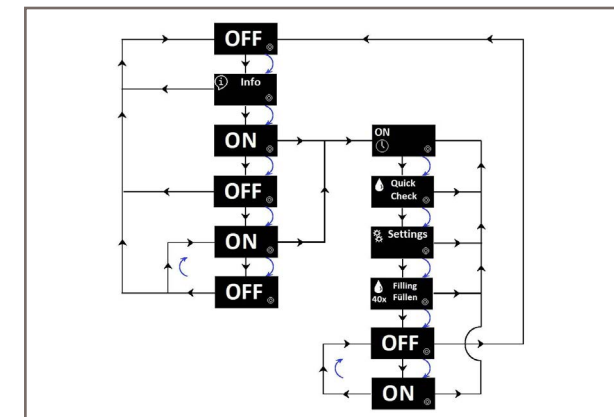 OFF
Info
ON
OFF
ON
OFF
ON
Quick
Check
Settings
Filling
40x Füllen
OFF
ON